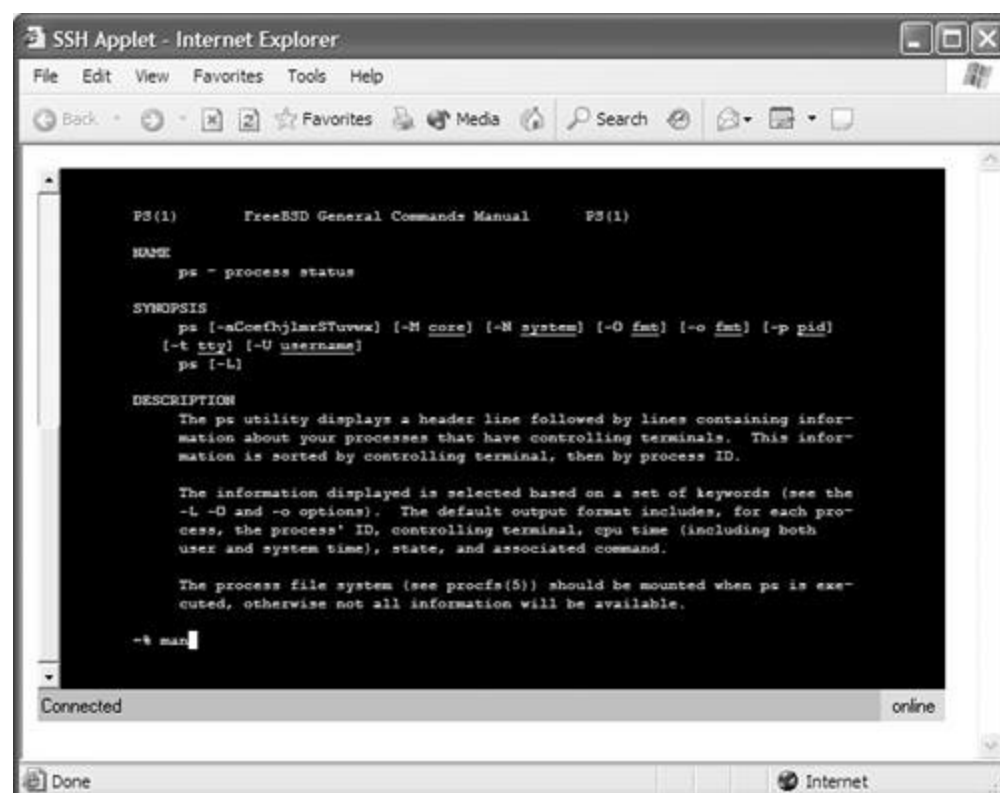 SSH Applet - Internet Explorer
File Edit View Favorites Tools Help
Back Favorites Media Search
PS(1) FreeBSD General Commands Manual PS(1)
NAME
ps - process status
SYNOPSIS
ps [-aCcefhjlmrSTuvwx] [-M core] [-N system] [-O fmt] [-o fmt] [-p pid]
[-t tty] [-U username]
ps [-L]
DESCRIPTION
The ps utility displays a header line followed by lines containing infor-
mation about your processes that have controlling terminals. This infor-
mation is sorted by controlling terminal, then by process ID.
The information displayed is selected based on a set of keywords (see the
-L -O and -o options). The default output format includes, for each pro-
cess, the process' ID, controlling terminal, cpu time (including both
user and system time), state, and associated command.
The process file system (see procfs(5)) should be mounted when ps is exe-
cuted, otherwise not all information will be available.
~% man
Connected online
Done Internet